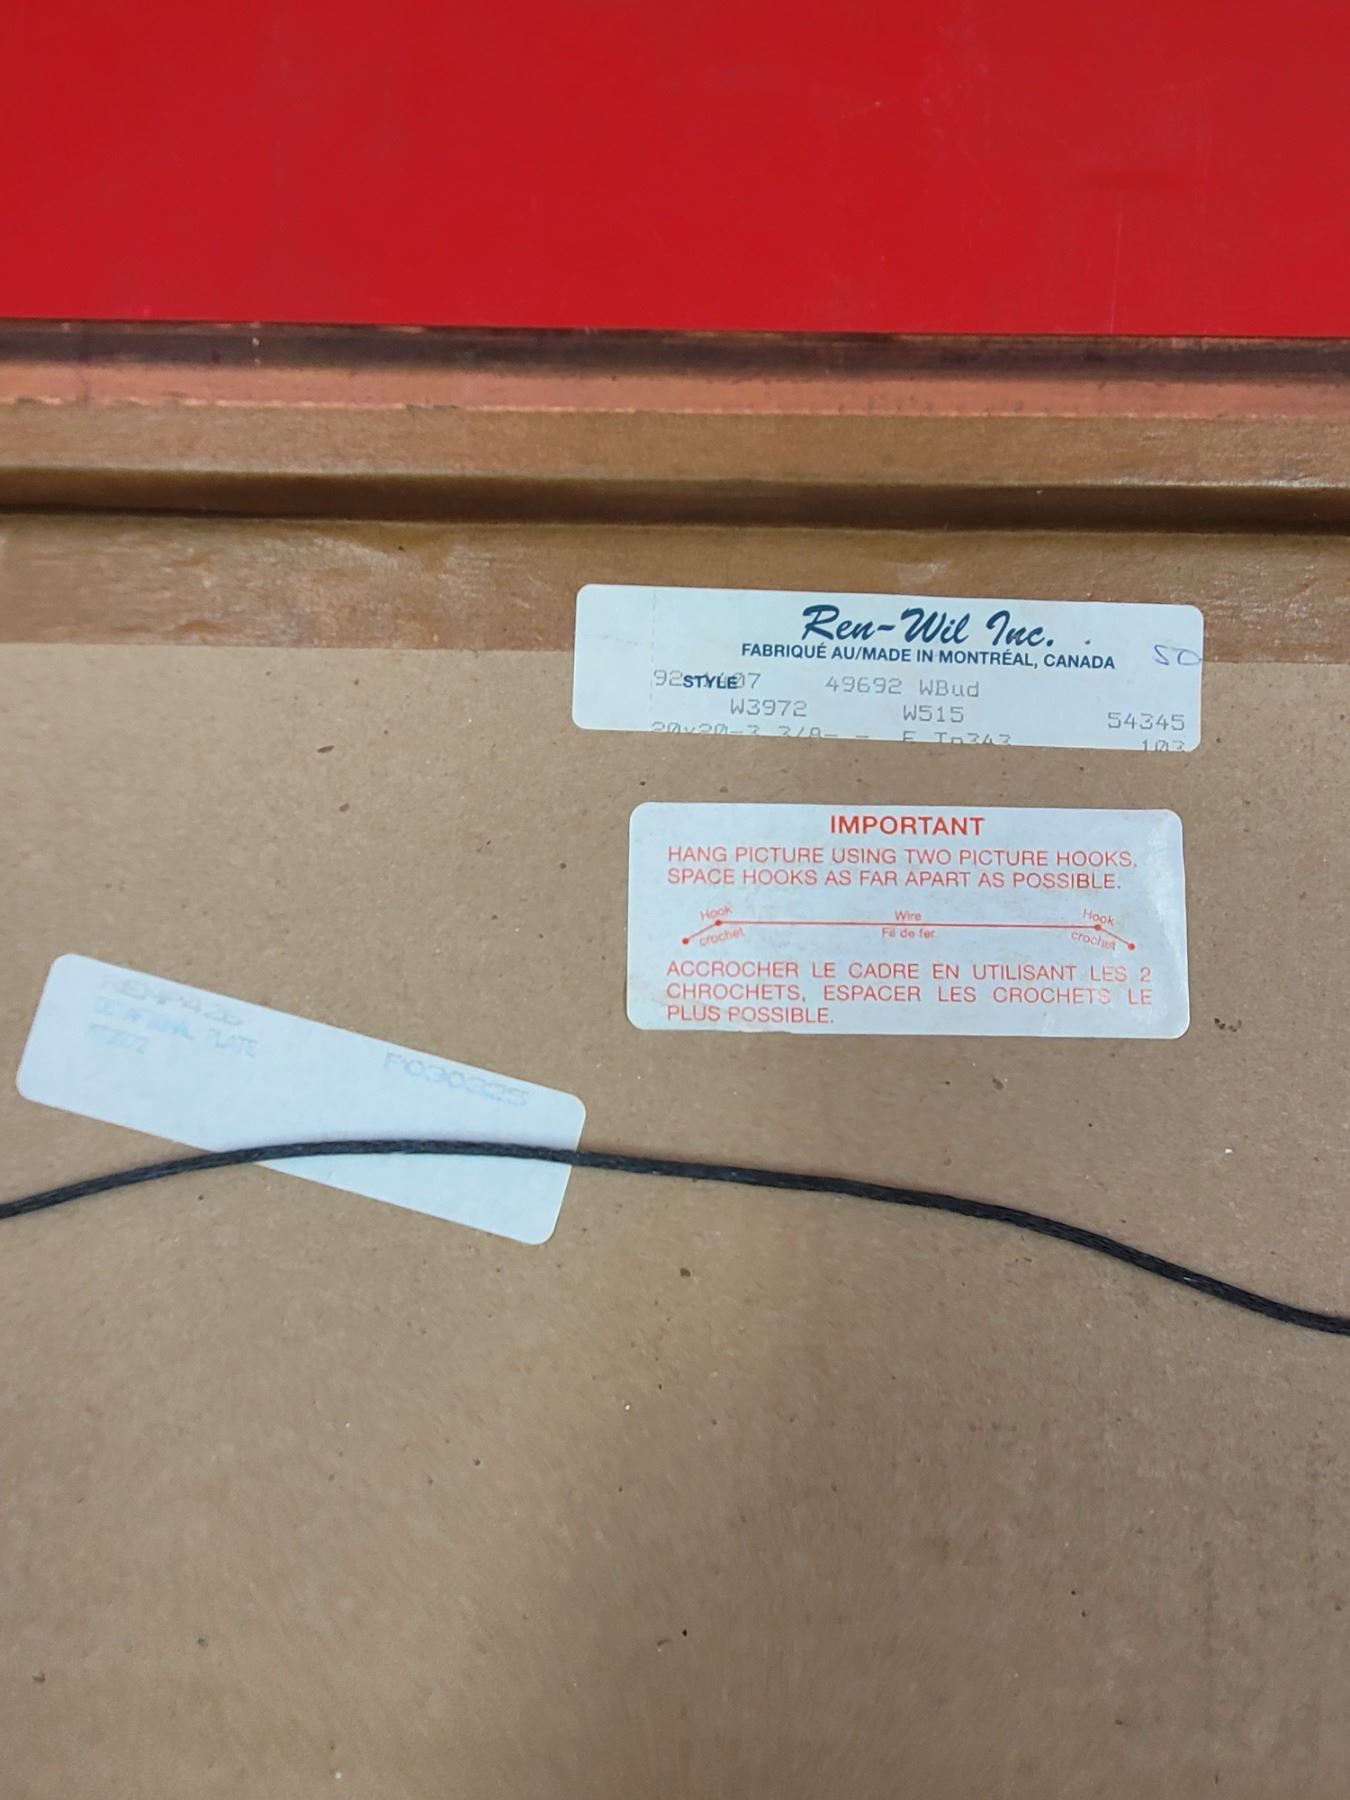 Ren-Wil Inc.
FABRIQUÉ AU/MADE IN MONTRÉAL, CANADA
50
STYLE 49692 WBud
W3972 W515 54345
103
IMPORTANT
HANG PICTURE USING TWO PICTURE HOOKS.
SPACE HOOKS AS FAR APART AS POSSIBLE.
Hook Wire Hook
crochet Fil de fer crochet
ACCROCHER LE CADRE EN UTILISANT LES 2
CHROCHETS, ESPACER LES CROCHETS LE
PLUS POSSIBLE.
PLATE